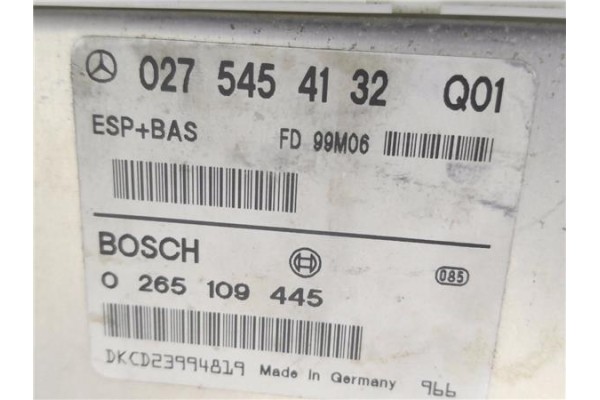 027 545 41 32 Q01
ESP+BAS FD 99M06
BOSCH
085
0 265 109 445
DKCD23994819 Made in Germany 966